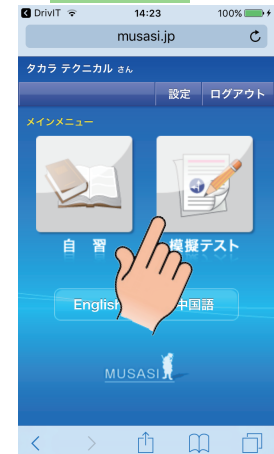 DrivIT 14:23 100%
musasi.jp
タカラ テクニカル さん
設定 ログアウト
メインメニュー
自 習 模擬テスト
English 中国語
MUSASI